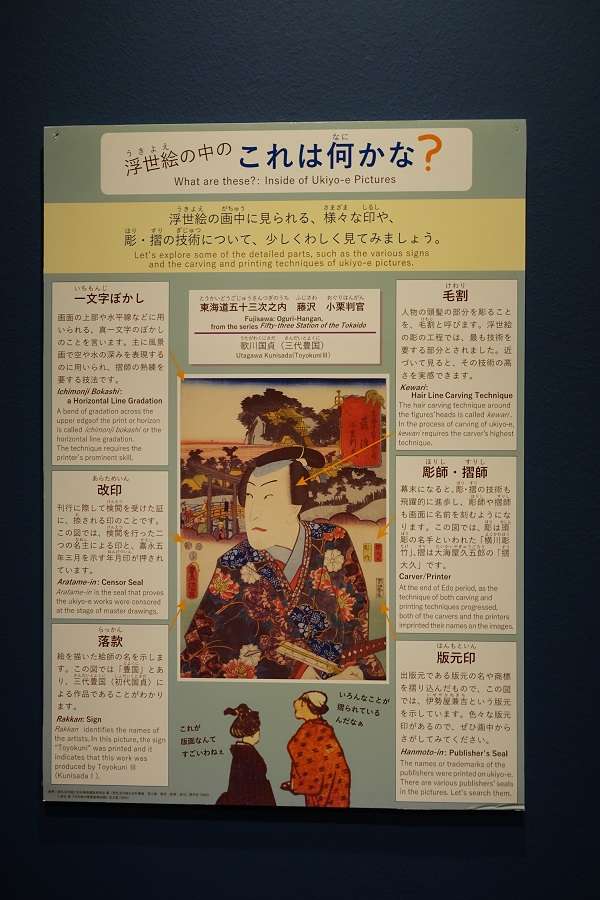 浮世絵の中の これは何かな?
What are these?: Inside of Ukiyo-e Pictures
浮世絵の画中に見られる、様々な印や、
彫・摺の技術について、少しくわしく見てみましょう。
Let's explore some of the detailed parts, such as the various signs
and the carving and printing techniques of ukiyo-e pictures.
一文字ぼかし
画面の上部や水平線などに用
いられる、真一文字のぼかし
のことを言います。主に風景
画で空や水の深みを表現する
のに用いられ、摺師の熟練を
要する技法です。
Ichimonji Bokashi:
a Horizontal Line Gradation
A bend of gradation across the
upper edgeof the print or horizon
is called ichimonji bokashi or the
horizontal line gradation.
The technique requires the
printer's prominent skill.
改印
刊行に際して検閲を受けた証
に、捺される印のことです。
この図では、検閲を行った二
つの名主による印と、嘉永五
年三月を示す年月印が押され
ています。
Aratame-in: Censor Seal
Aratame-in is the seal that proves
the ukiyo-e works were censored
at the stage of master drawings.
落款
絵を描いた絵師の名を示しま
す。この図では「豊国」とあ
り、三代豊国(初代国貞)に
よる作品であることがわかり
ます。
Rakkan: Sign
Rakkan identifies the names of
the artists. In this picture, the sign
"Toyokuni" was printed and it
indicates that this work was
produced by Toyokuni Ⅲ
(Kunisada Ⅰ).
東海道五十三次之内 藤沢 小栗判官
Fujisawa: Oguri-Hangan,
from the series Fifty-three Station of the Tokaido
歌川国貞(三代豊国)
Utagawa Kunisada(Toyokuni Ⅲ)
毛割
人物の頭髪の部分を彫ること
を、毛割と呼びます。浮世絵
の彫の工程では、最も技術を
要する部分とされました。近
づいて見ると、その技術の高
さを実感できます。
Kewari:
Hair Line Carving Technique
The hair carving technique around
the figures'heads is called kewari.
In the process of carving of ukiyo-e,
kewari requires the carver's highest
technique.
彫師・摺師
幕末になると、彫・摺の技術も
飛躍的に進歩し、彫師や摺師
も画面に名前を刻むようにな
ります。この図では、彫は頭
彫の名手といわれた「横川彫
竹」、摺は大海屋久五郎の「摺
大久」です。
Carver/Printer
At the end of Edo period, as the
technique of both carving and
printing techniques progressed,
both of the carvers and the printers
imprinted their names on the images.
版元印
出版元である版元の名や商標
を摺り込んだもので、この図
では、伊勢屋兼吉という版元
を示しています。色々な版元
印があるので、ぜひ画中から
さがしてみてください。
Hanmoto-in: Publisher's Seal
The names or trademarks of the
publishers were printed on ukiyo-e.
There are various publishers' seals
in the pictures. Let's search them.
これが
版画なんて
すごいわねぇ
いろんなことが
摺られている
んだなぁ